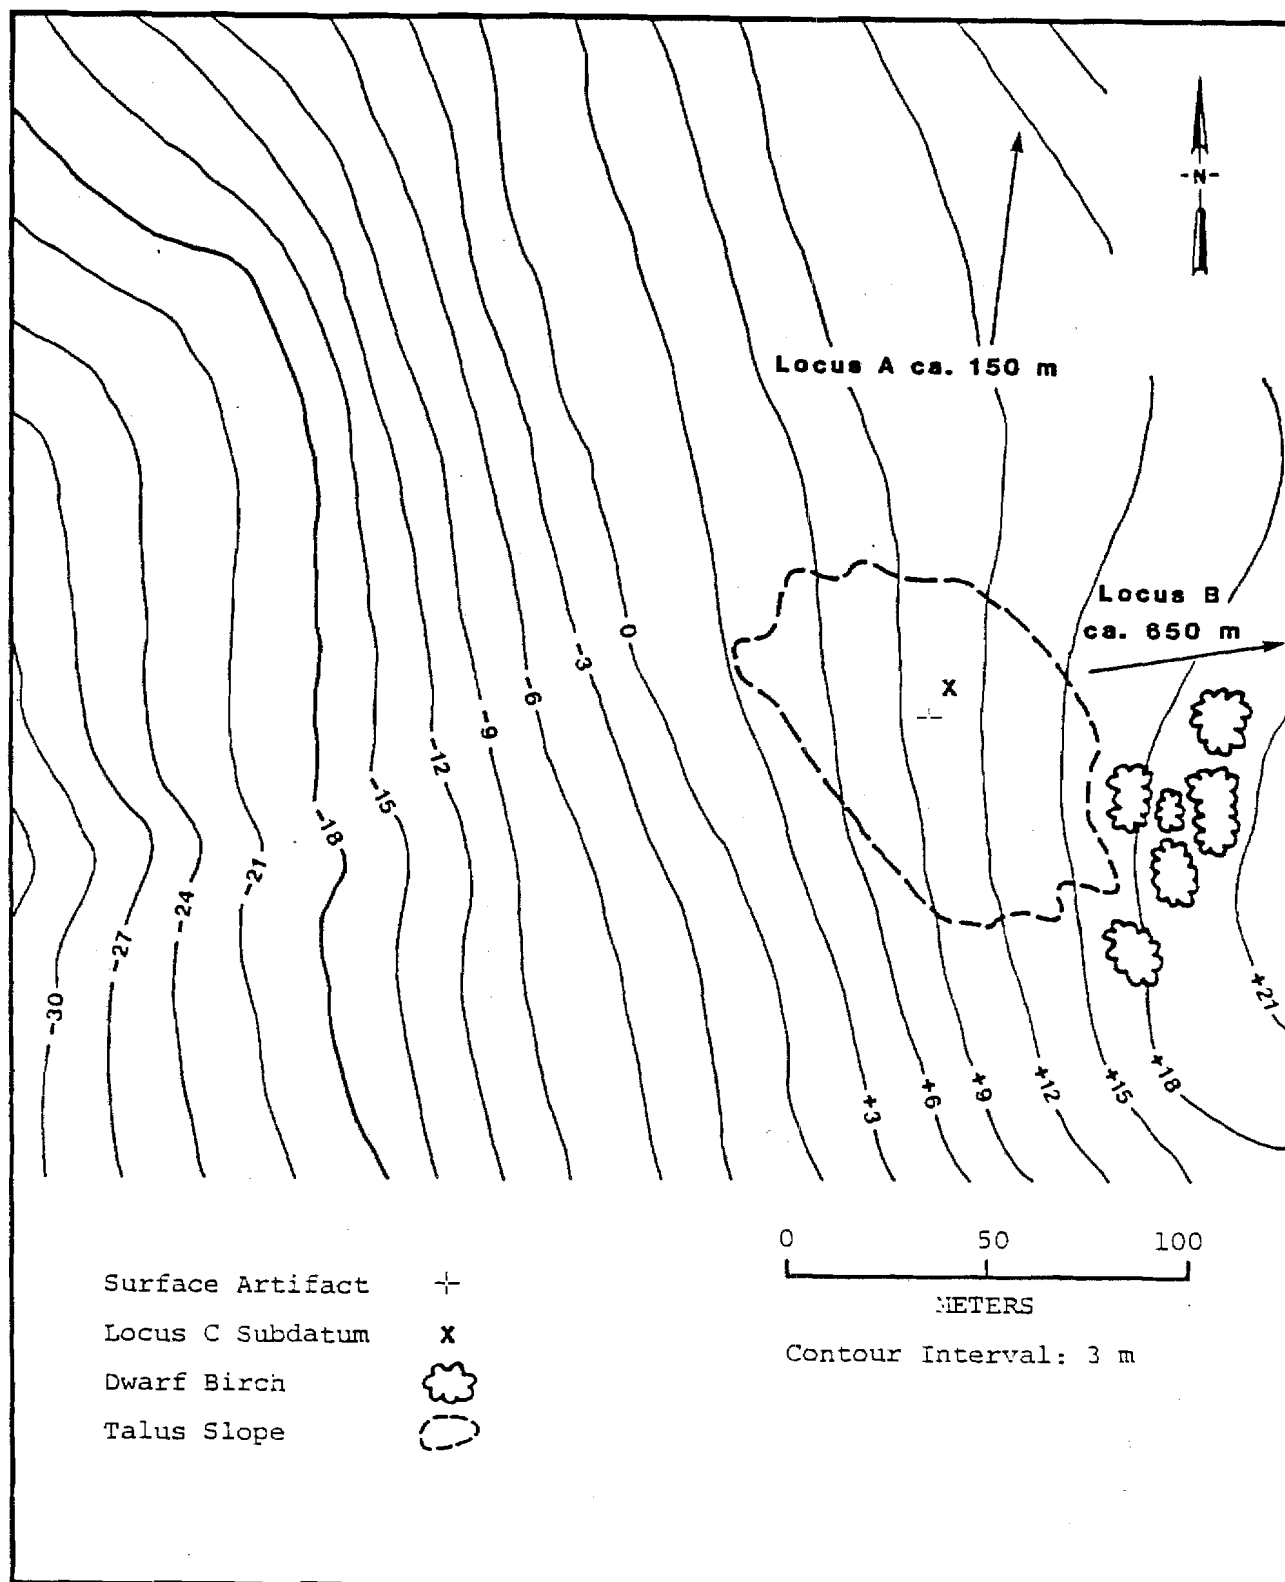 -N-
Locus A ca. 150 m
Locus B
ca. 650 m
0
-3
-6
-9
-12
-15
-18
-21
-24
-27
-30
+3
+6
+9
+12
+15
+18
+21
x
0 50 100
METERS
Contour Interval: 3 m
Surface Artifact
Locus C Subdatum x
Dwarf Birch
Talus Slope